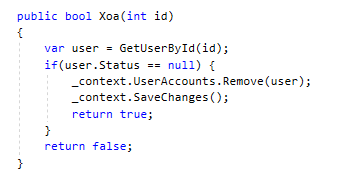 public bool Xoa(int id)
{
    var user = GetUserById(id);
    if(user.Status == null) {
        _context.UserAccounts.Remove(user);
        _context.SaveChanges();
        return true;
    }
    return false;
}